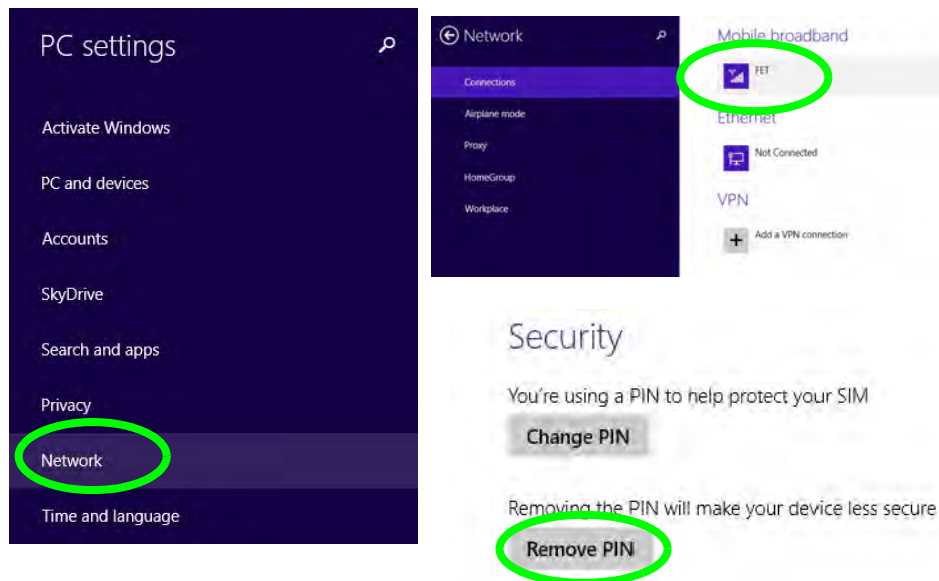 PC settings
Activate Windows
PC and devices
Accounts
SkyDrive
Search and apps
Privacy
Network
Time and language
Network
Connections
Airplane mode
Proxy
HomeGroup
Workplace
Mobile broadband
FET
Ethernet
Not Connected
VPN
Add a VPN connection
Security
You're using a PIN to help protect your SIM
Change PIN
Removing the PIN will make your device less secure
Remove PIN